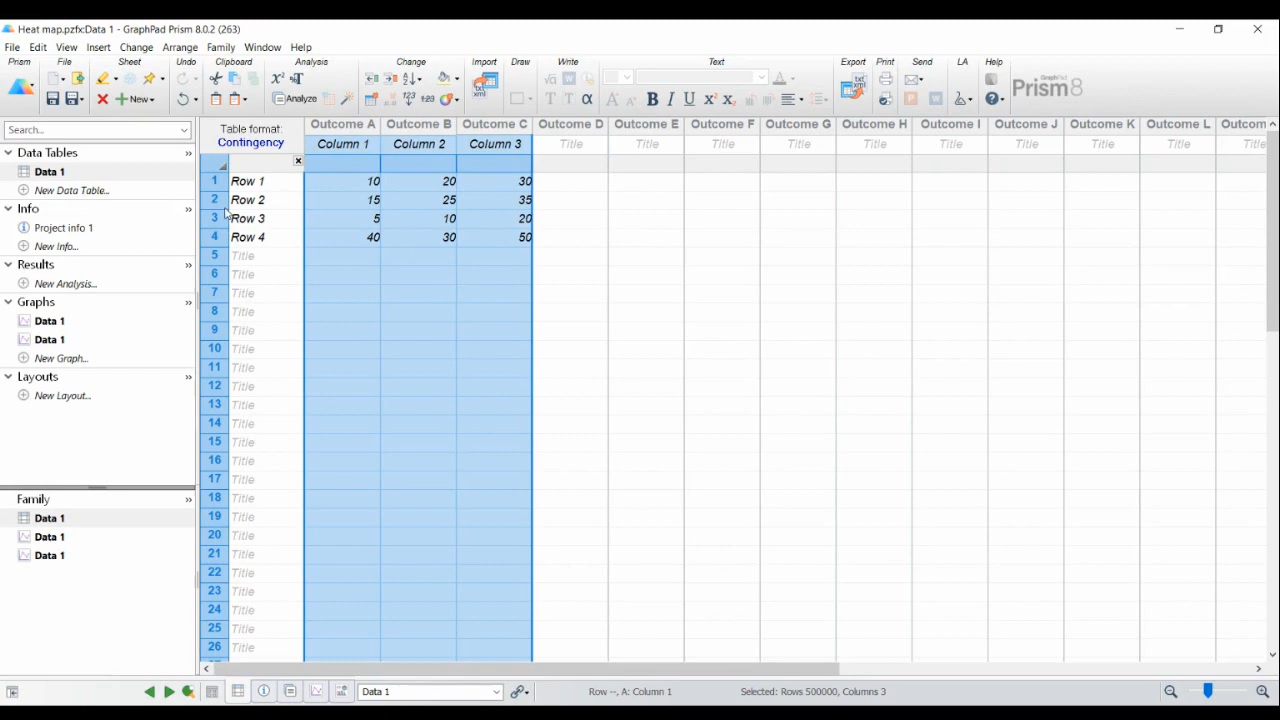 Heat map.pzfx:Data 1 - GraphPad Prism 8.0.2 (263)
File Edit View Insert Change Arrange Family Window Help
Prism File Sheet Undo Clipboard Analysis Change Import Draw Write Text Export Print Send LA Help
New Analyze GraphPad Prism8
Search...
Data Tables
Data 1
New Data Table...
Info
Project info 1
New Info...
Results
New Analysis...
Graphs
Data 1
Data 1
New Graph...
Layouts
New Layout...
Family
Data 1
Data 1
Data 1
Table format: Outcome A Outcome B Outcome C Outcome D Outcome E Outcome F Outcome G Outcome H Outcome I Outcome J Outcome K Outcome L Outcom
Contingency Column 1 Column 2 Column 3 Title Title Title Title Title Title Title Title Title Title
1 Row 1 10 20 30
2 Row 2 15 25 35
3 Row 3 5 10 20
4 Row 4 40 30 50
5 Title
6 Title
7 Title
8 Title
9 Title
10 Title
11 Title
12 Title
13 Title
14 Title
15 Title
16 Title
17 Title
18 Title
19 Title
20 Title
21 Title
22 Title
23 Title
24 Title
25 Title
26 Title
Data 1 Row --, A: Column 1 Selected: Rows 500000, Columns 3